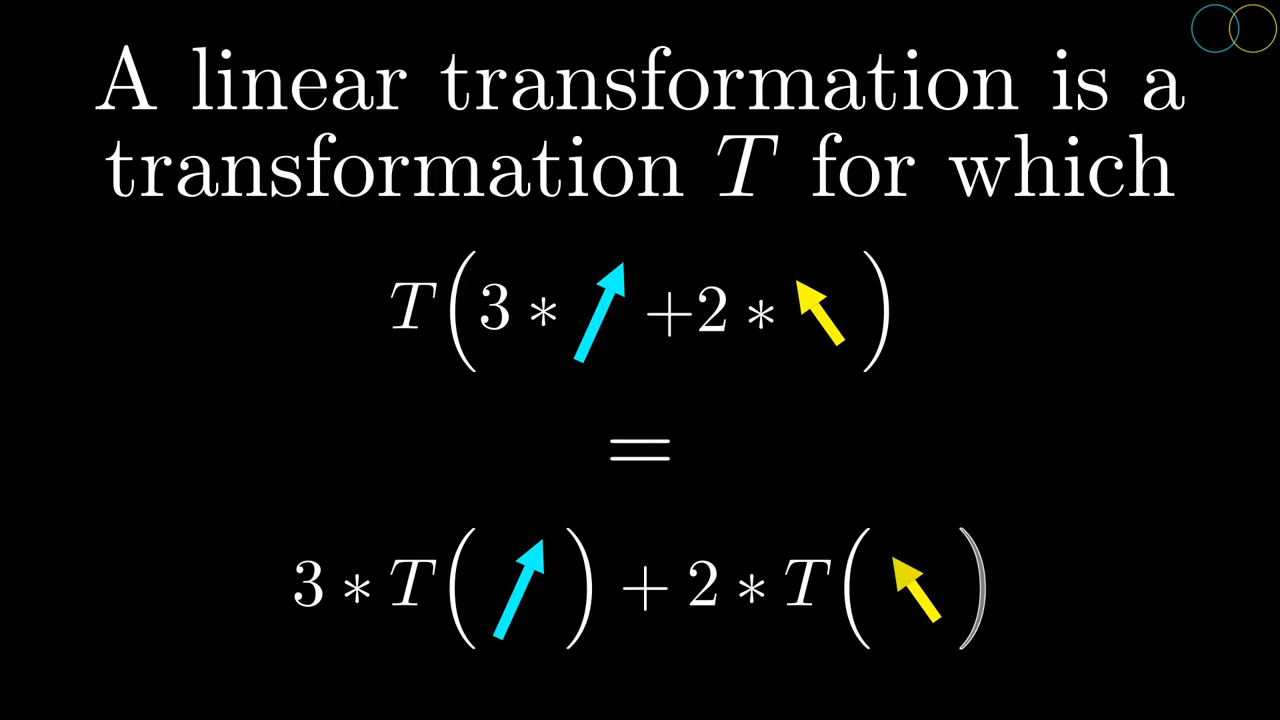 A linear transformation is a
transformation T for which
T(3 * + 2 * )
=
3 * T( ) + 2 * T( )